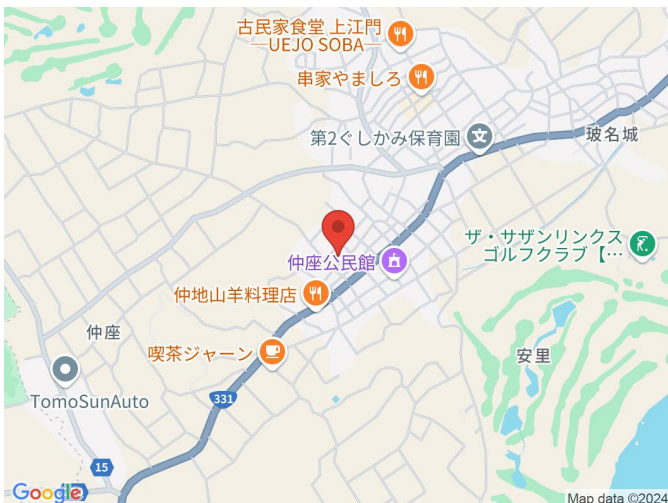 古民家食堂 上江門
—UEJO SOBA—
串家やましろ
第2ぐしかみ保育園
玻名城
ザ・サザンリンクス
ゴルフクラブ【…
仲座公民館
仲地山羊料理店
仲座
喫茶ジャーン
安里
TomoSunAuto
331
15
Google
Map data ©2024